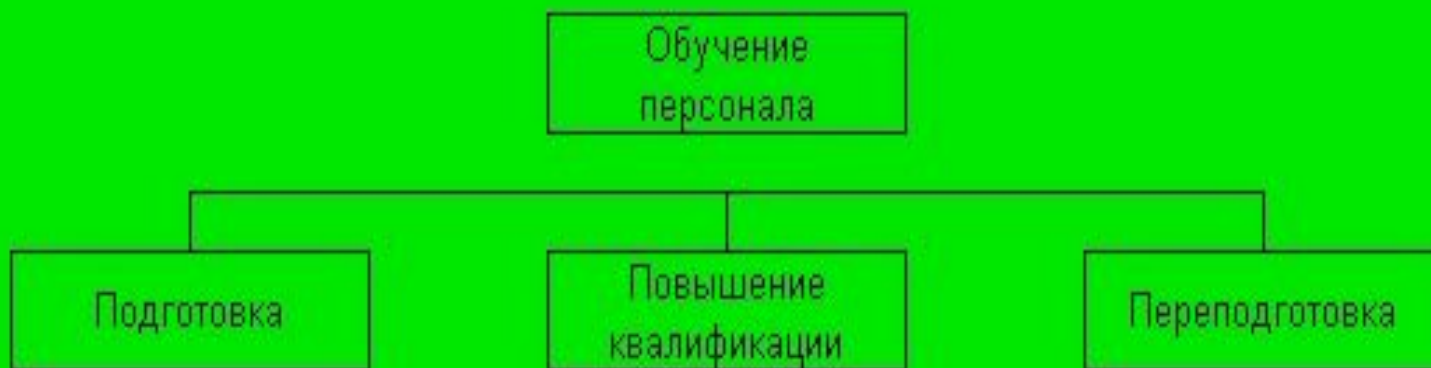 Обучение
персонала
Подготовка
Повышение
квалификации
Переподготовка